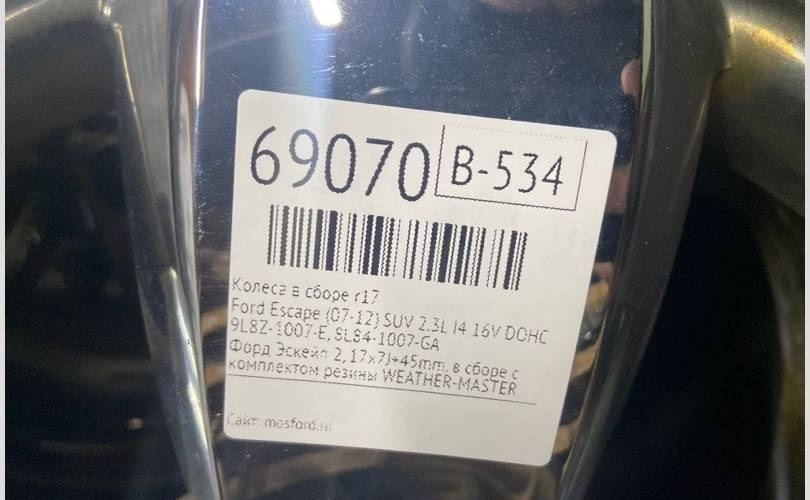 69070 B-534
Колеса в сборе r17
Ford Escape (07-12) SUV 2.3L I4 16V DOHC
9L8Z-1007-E, 8L84-1007-GA
Форд Эскейп 2, 17x7J+45mm, в сборе с
комплектом резины WEATHER-MASTER
Сайт: mosford.ru